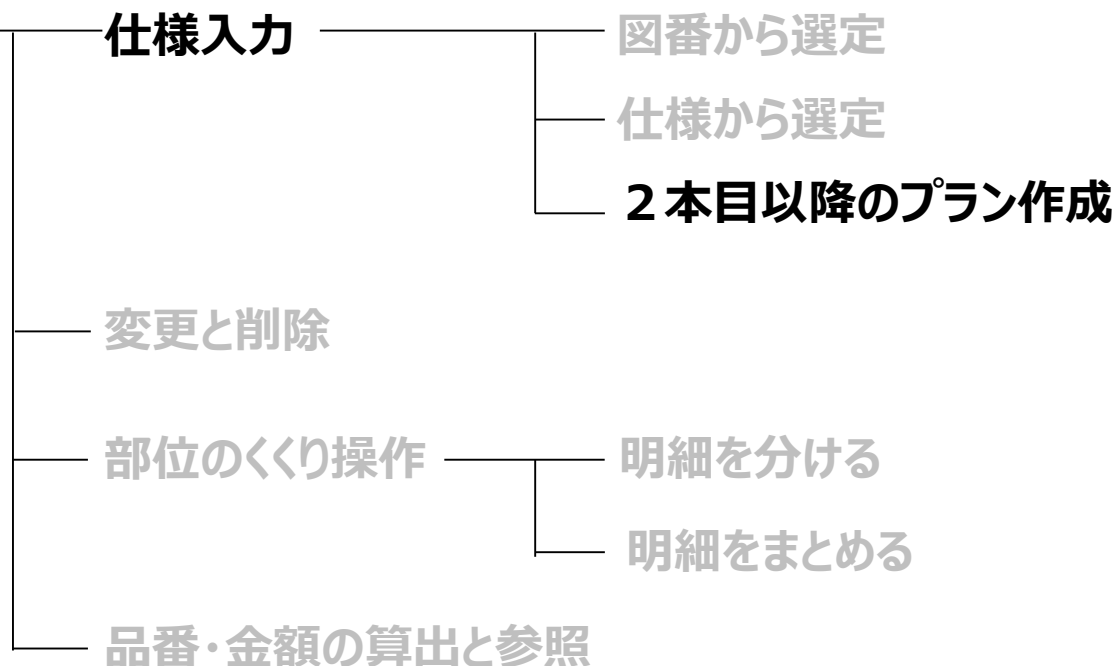 仕様入力
図番から選定
仕様から選定
２本目以降のプラン作成
変更と削除
部位のくくり操作
明細を分ける
明細をまとめる
品番・金額の算出と参照